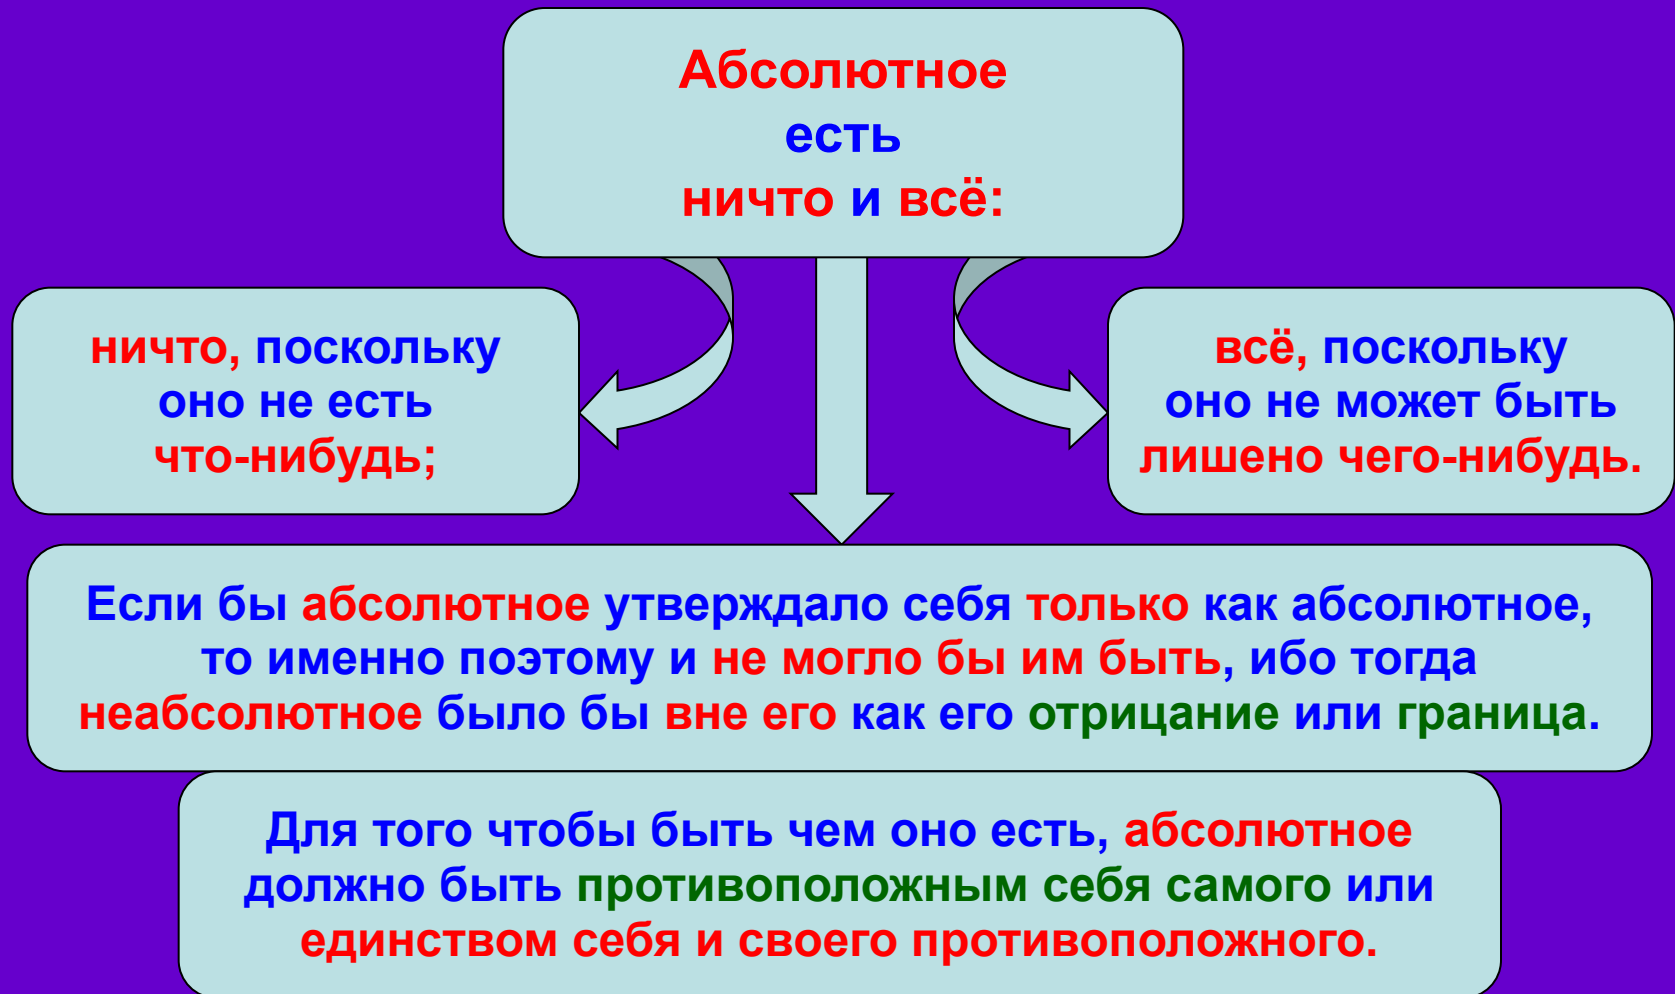 Абсолютное
есть
ничто и всё:
ничто, поскольку
оно не есть
что-нибудь;
всё, поскольку
оно не может быть
лишено чего-нибудь.
Если бы абсолютное утверждало себя только как абсолютное,
то именно поэтому и не могло бы им быть, ибо тогда
неабсолютное было бы вне его как его отрицание или граница.
Для того чтобы быть чем оно есть, абсолютное
должно быть противоположным себя самого или
единством себя и своего противоположного.